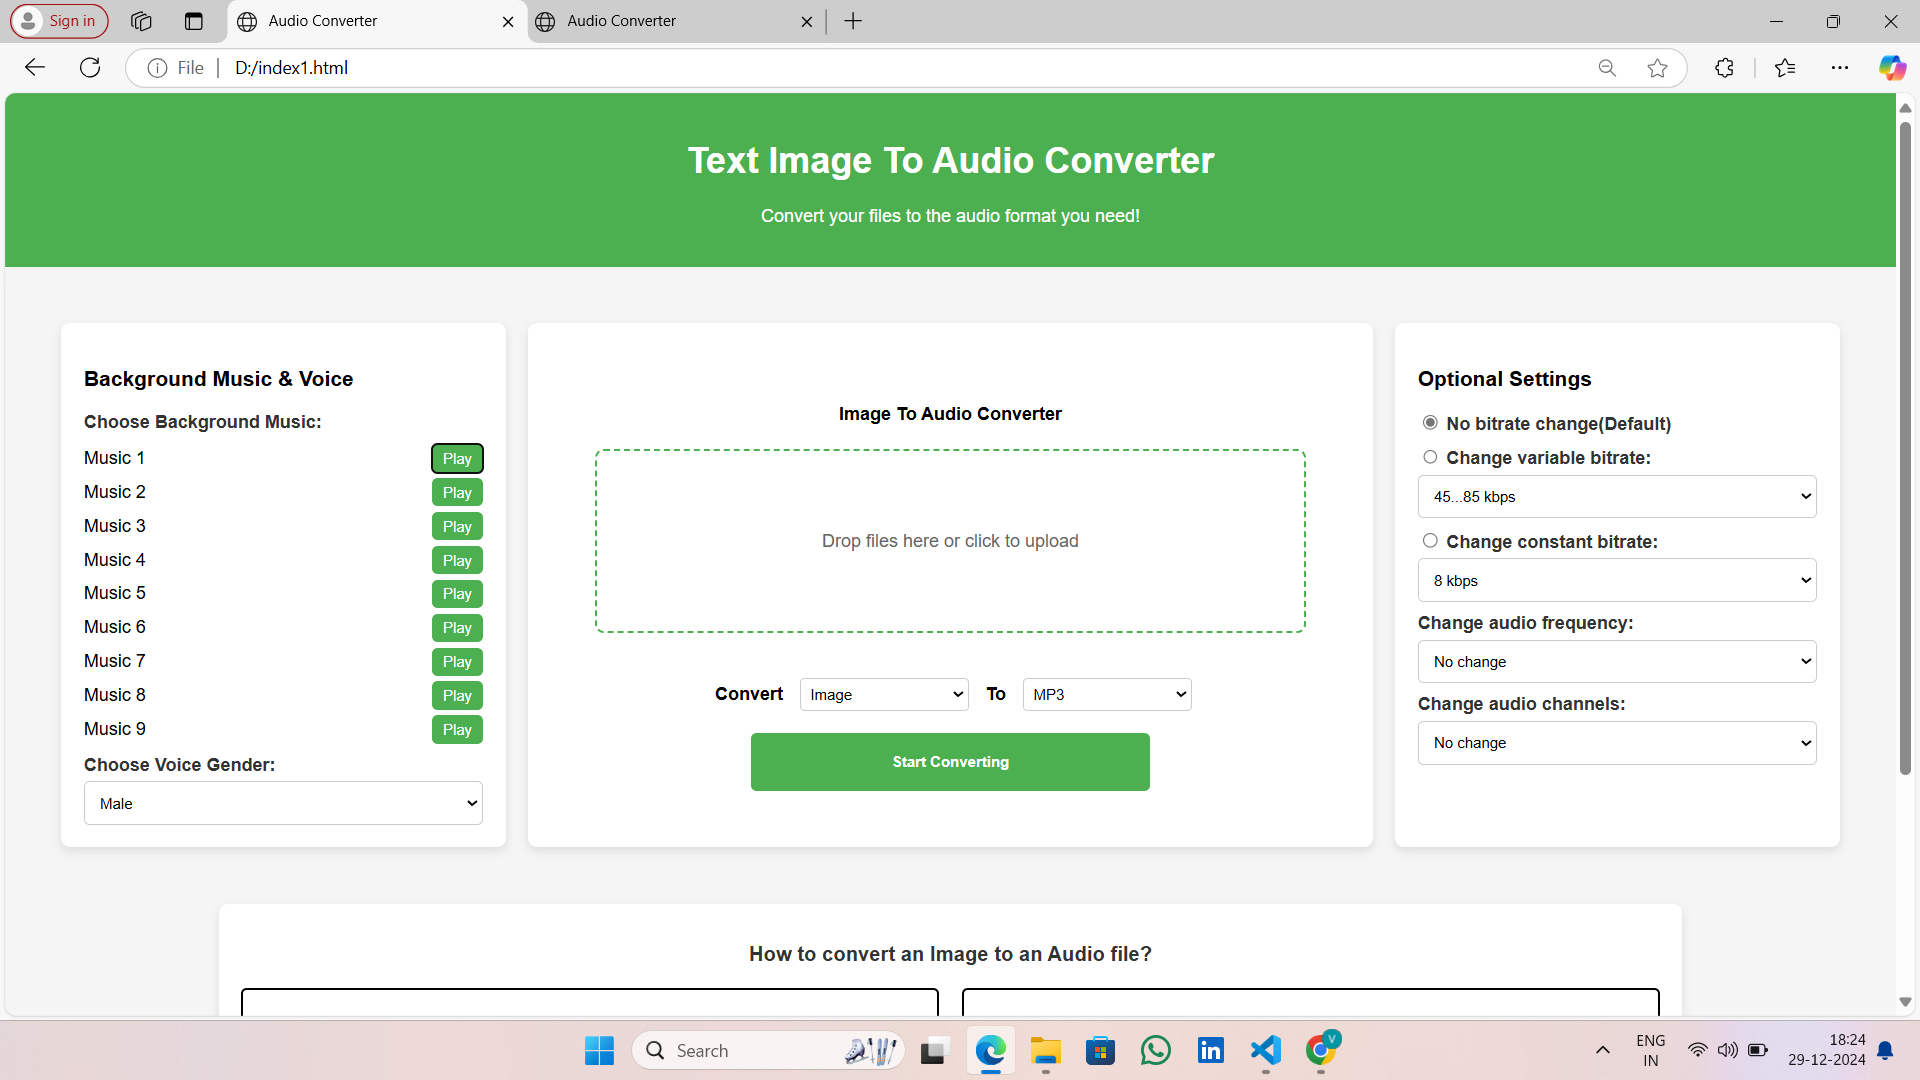 Sign in
Audio Converter
Audio Converter
File
D:/index1.html
Text Image To Audio Converter
Convert your files to the audio format you need!
Background Music & Voice
Choose Background Music:
Music 1 Play
Music 2 Play
Music 3 Play
Music 4 Play
Music 5 Play
Music 6 Play
Music 7 Play
Music 8 Play
Music 9 Play
Choose Voice Gender:
Male
Image To Audio Converter
Drop files here or click to upload
Convert Image To MP3
Start Converting
Optional Settings
No bitrate change(Default)
Change variable bitrate:
45...85 kbps
Change constant bitrate:
8 kbps
Change audio frequency:
No change
Change audio channels:
No change
How to convert an Image to an Audio file?
Search
V
ENG
IN
18:24
29-12-2024